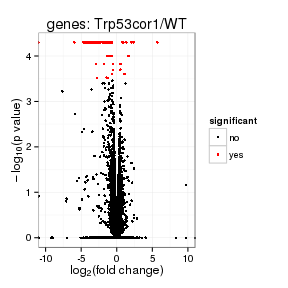 genes: Trp53cor1/WT
−log10(p value)
4
3
2
1
0
-10
-5
0
5
10
log2(fold change)
significant
no
yes